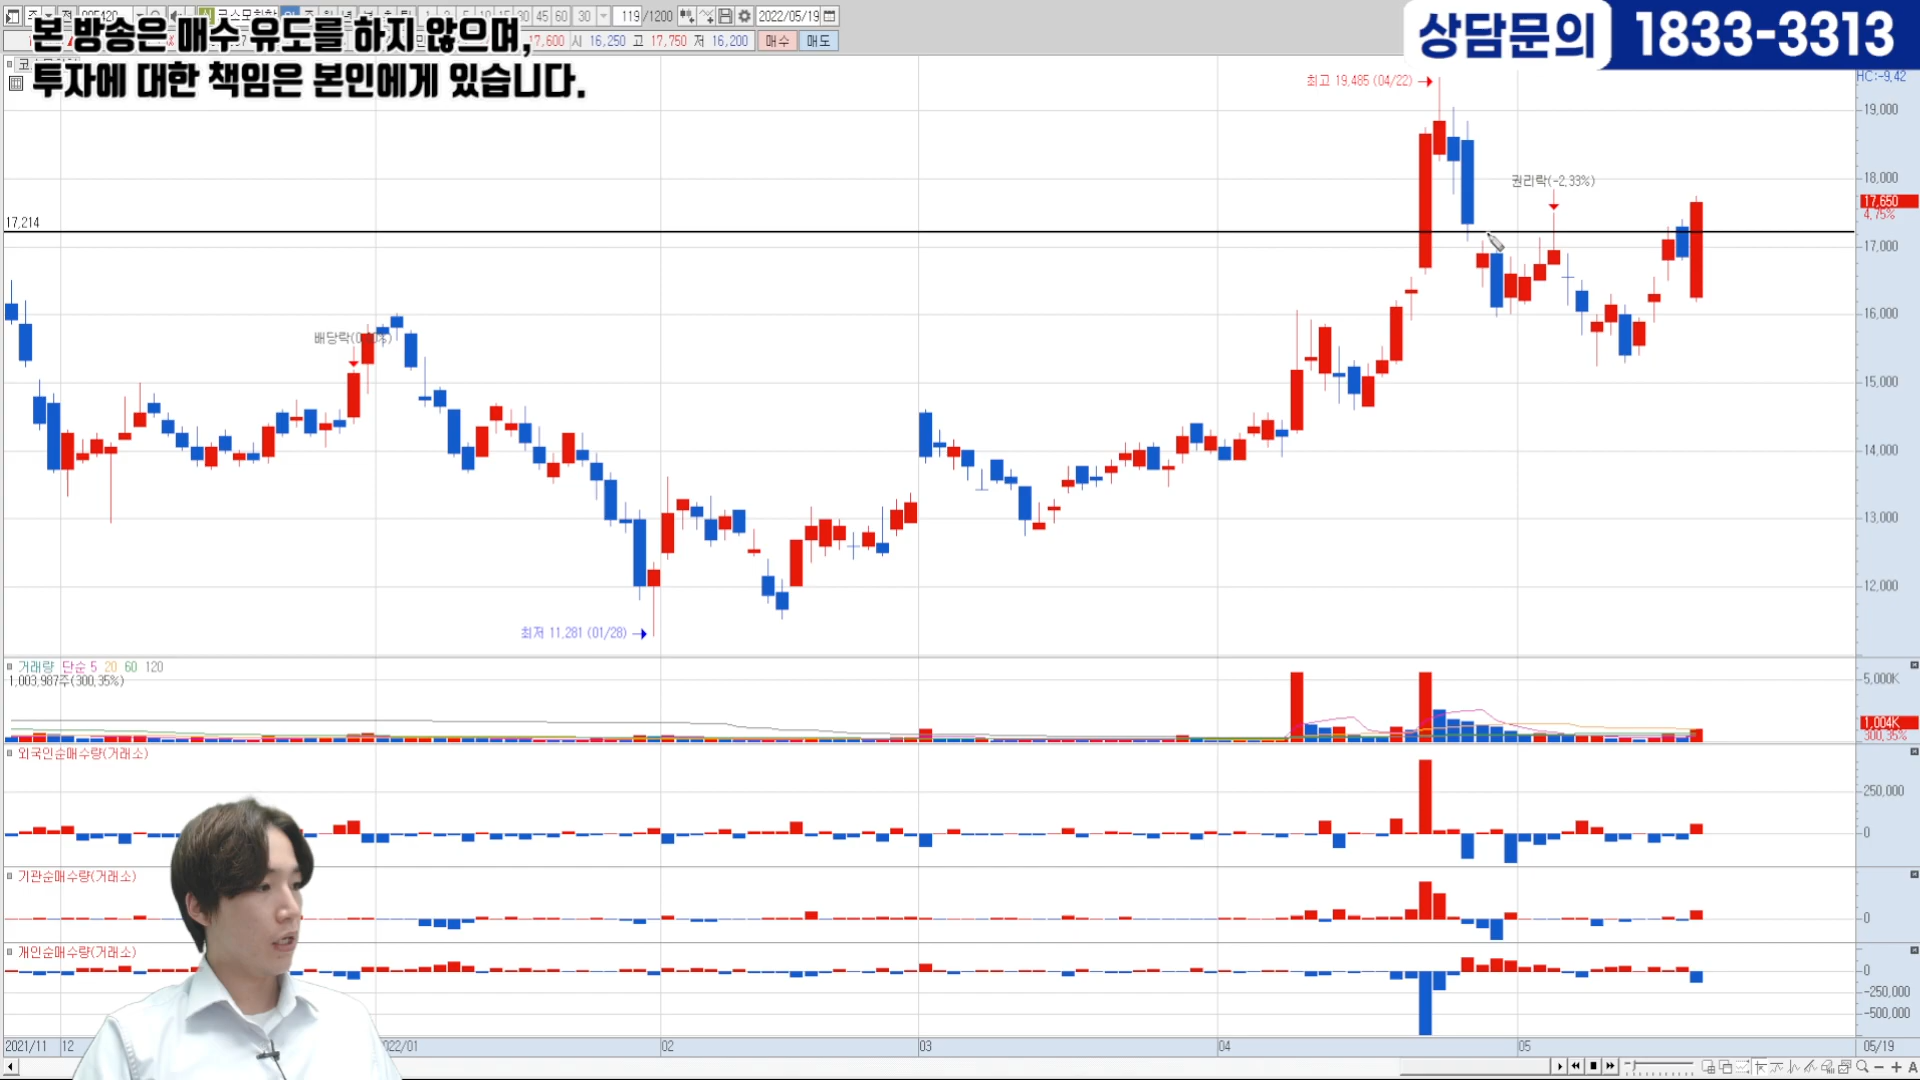 본 방송은 매수 유도를 하지 않으며,
투자에 대한 책임은 본인에게 있습니다.
상담문의 1833-3313
45 60 30 119/1200 2022/05/19
17,600 시 16,250 고 17,750 저 16,200 매수 매도
HC:-9,42
최고 19,485 (04/22)
19,000
권리락(-2,33%)
18,000
17,650
4,75%
17,214
17,000
16,000
배당락
15,000
14,000
13,000
12,000
최저 11,281 (01/28)
거래량 단순 5 20 60 120
1,003,987주(300,35%)
5,000K
1,004K
300,35%
외국인순매수량(거래소)
250,000
0
기관순매수량(거래소)
0
개인순매수량(거래소)
0
-250,000
-500,000
2021/11 12 02 03 04 05 05/19